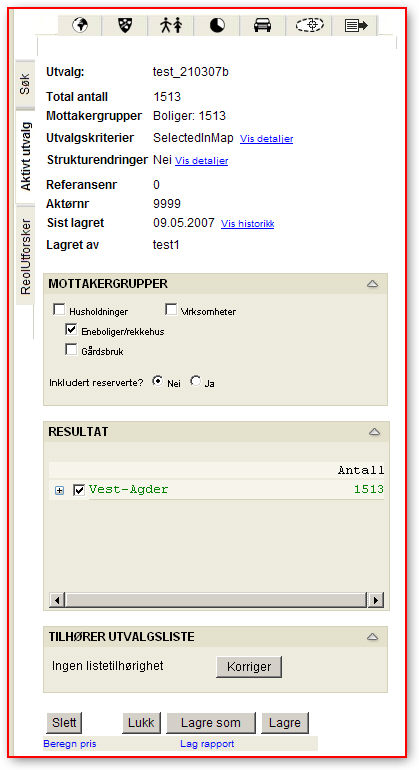 Søk
Aktivt utvalg
ReolUtforsker
Utvalg: test_210307b
Total antall 1513
Mottakergrupper Boliger: 1513
Utvalgskriterier SelectedInMap Vis detaljer
Strukturendringer Nei Vis detaljer
Referansenr 0
Aktørnr 9999
Sist lagret 09.05.2007 Vis historikk
Lagret av test1
MOTTAKERGRUPPER
Husholdninger Virksomheter
Eneboliger/rekkehus
Gårdsbruk
Inkludert reserverte? Nei Ja
RESULTAT
Antall
Vest-Agder 1513
TILHØRER UTVALGSLISTE
Ingen listetilhørighet Korriger
Slett Lukk Lagre som Lagre
Beregn pris Lag rapport